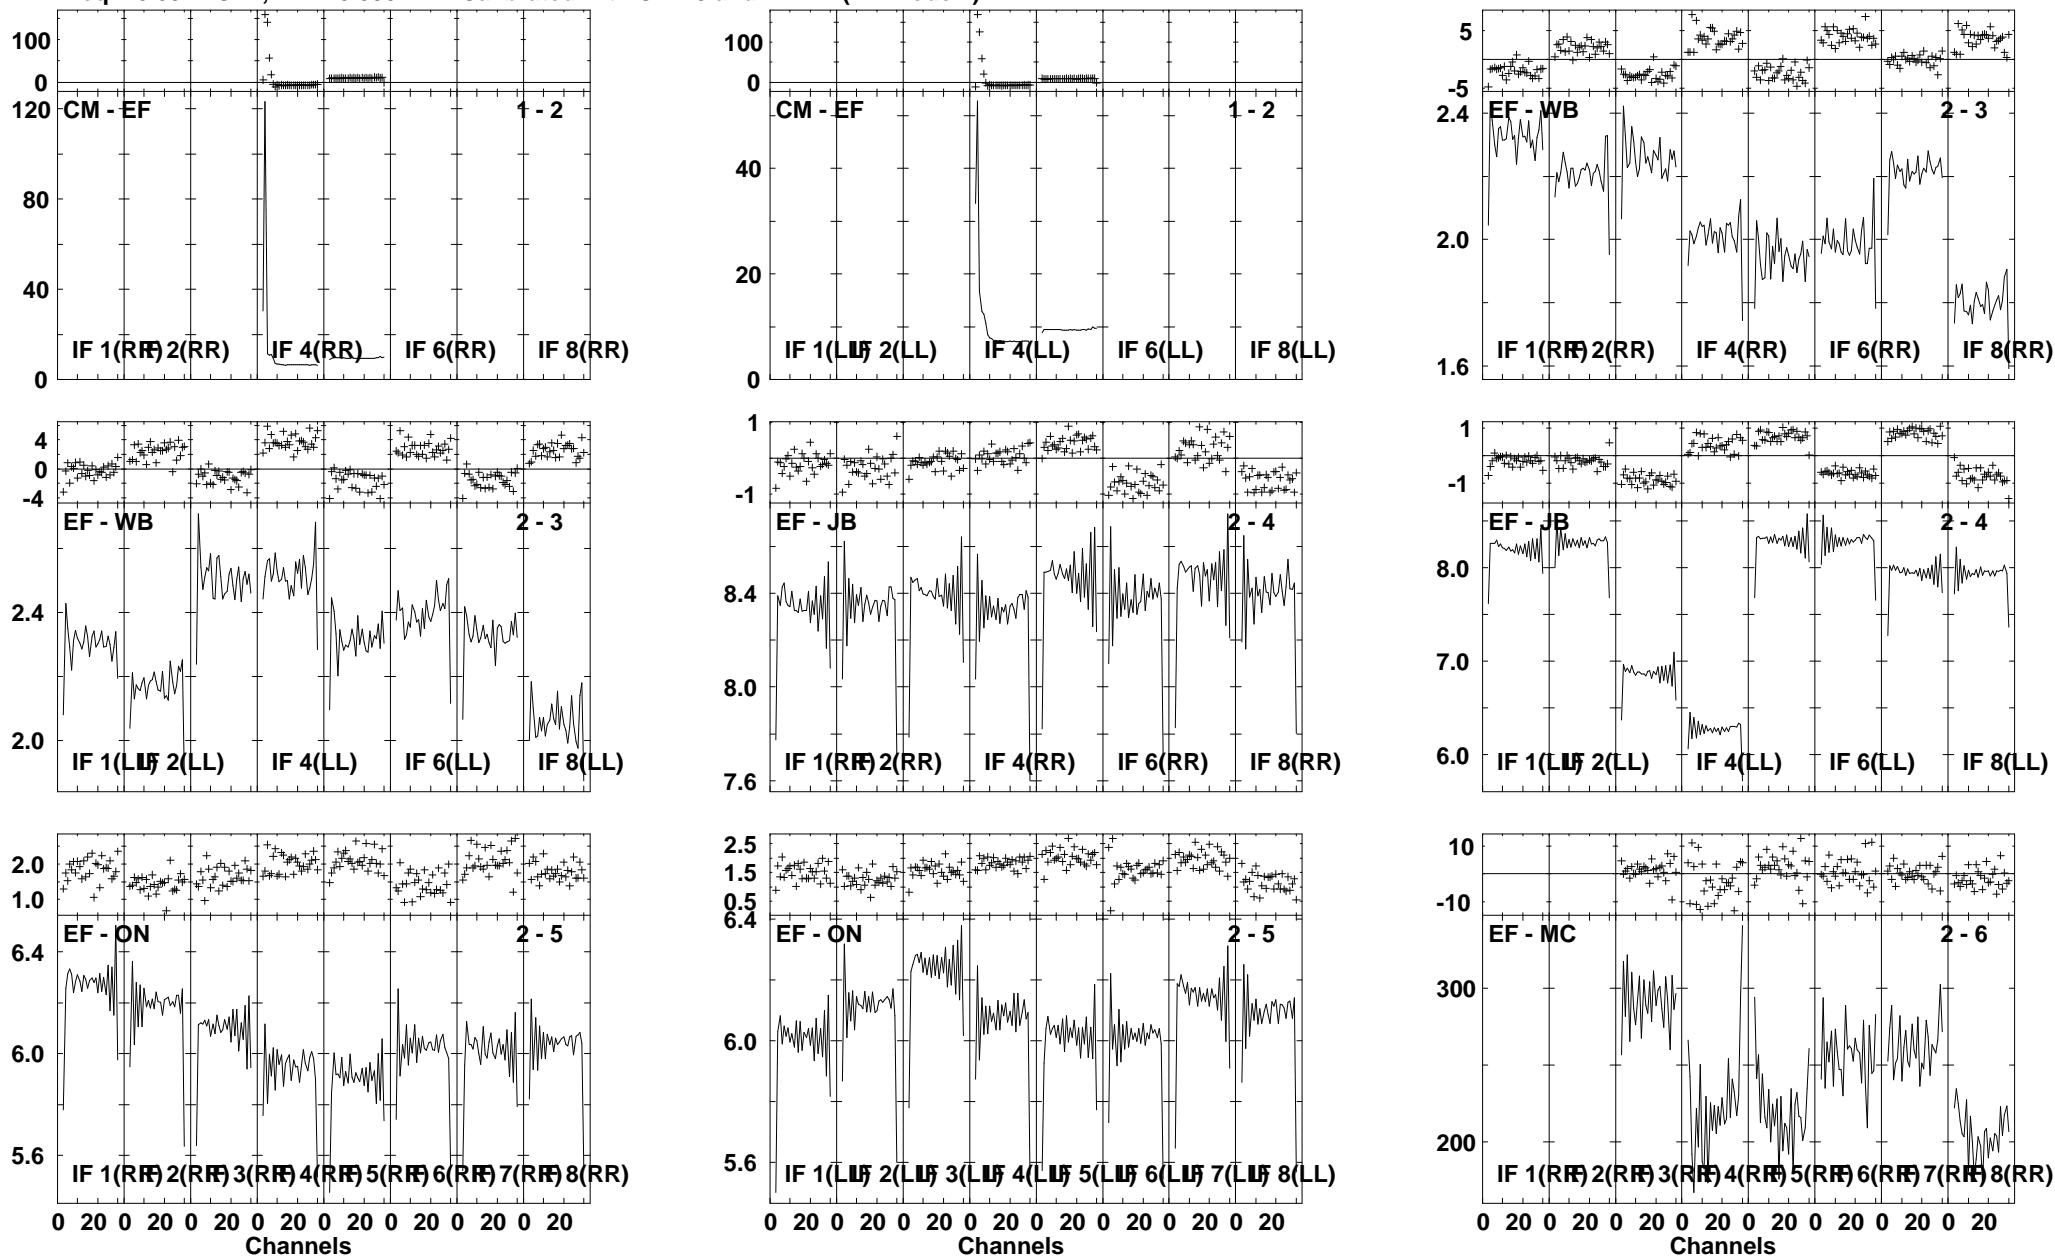 100
0
CM - EF 1 - 2
120
80
40
0
IF 1(RR) IF 2(RR) IF 4(RR) IF 6(RR) IF 8(RR)
100
0
CM - EF 1 - 2
40
20
0
IF 1(LL) IF 2(LL) IF 4(LL) IF 6(LL) IF 8(LL)
5
-5
EF - WB 2 - 3
2.4
2.0
1.6
IF 1(RR) IF 2(RR) IF 4(RR) IF 6(RR) IF 8(RR)
4
0
-4
EF - WB 2 - 3
2.4
2.0
IF 1(LL) IF 2(LL) IF 4(LL) IF 6(LL) IF 8(LL)
1
-1
EF - JB 2 - 4
8.4
8.0
7.6
IF 1(RR) IF 2(RR) IF 4(RR) IF 6(RR) IF 8(RR)
1
-1
EF - JB 2 - 4
8.0
7.0
6.0
IF 1(LL) IF 2(LL) IF 4(LL) IF 6(LL) IF 8(LL)
2.0
1.0
EF - ON 2 - 5
6.4
6.0
5.6
IF 1(RR) IF 2(RR) IF 3(RR) IF 4(RR) IF 5(RR) IF 6(RR) IF 7(RR) IF 8(RR)
0 20 0 20 0 20 0 20 0 20 0 20 0 20 0 20
Channels
2.5
1.5
0.5
EF - ON 2 - 5
6.4
6.0
5.6
IF 1(LL) IF 2(LL) IF 3(LL) IF 4(LL) IF 5(LL) IF 6(LL) IF 7(LL) IF 8(LL)
0 20 0 20 0 20 0 20 0 20 0 20 0 20 0 20
Channels
10
-10
EF - MC 2 - 6
300
200
IF 1(RR) IF 2(RR) IF 3(RR) IF 4(RR) IF 5(RR) IF 6(RR) IF 7(RR) IF 8(RR)
0 20 0 20 0 20 0 20 0 20 0 20 0 20 0 20
Channels